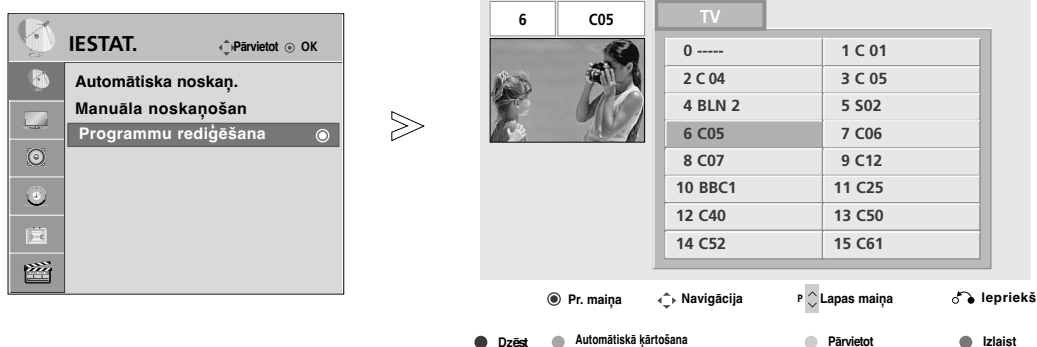 IESTAT.
Pārvietot OK
Automātiska noskaņ.
Manuāla noskaņošan
Programmu rediģēšana
6 C05
TV
0 ----- 1 C 01
2 C 04 3 C 05
4 BLN 2 5 S02
6 C05 7 C06
8 C07 9 C12
10 BBC1 11 C25
12 C40 13 C50
14 C52 15 C61
Pr. maiņa Navigācija P Lapas maiņa Iepriekš
Dzēst Automātiskā ķārtošana Pārvietot Izlaist